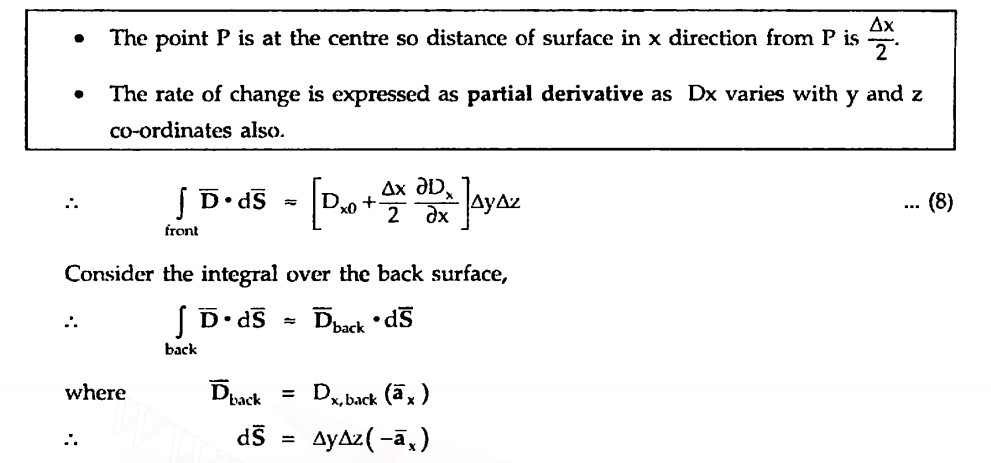 • The point P is at the centre so distance of surface in x direction from P is Δx/2.
• The rate of change is expressed as partial derivative as Dx varies with y and z
co-ordinates also.
∴ ∫front D̅ • dS̅ ≈ [Dx0 + Δx/2 ∂Dx/∂x] ΔyΔz ... (8)
Consider the integral over the back surface,
∴ ∫back D̅ • dS̅ ≈ D̅back • dS̅
where D̅back = Dx, back (a̅x)
∴ dS̅ = ΔyΔz(−a̅x)